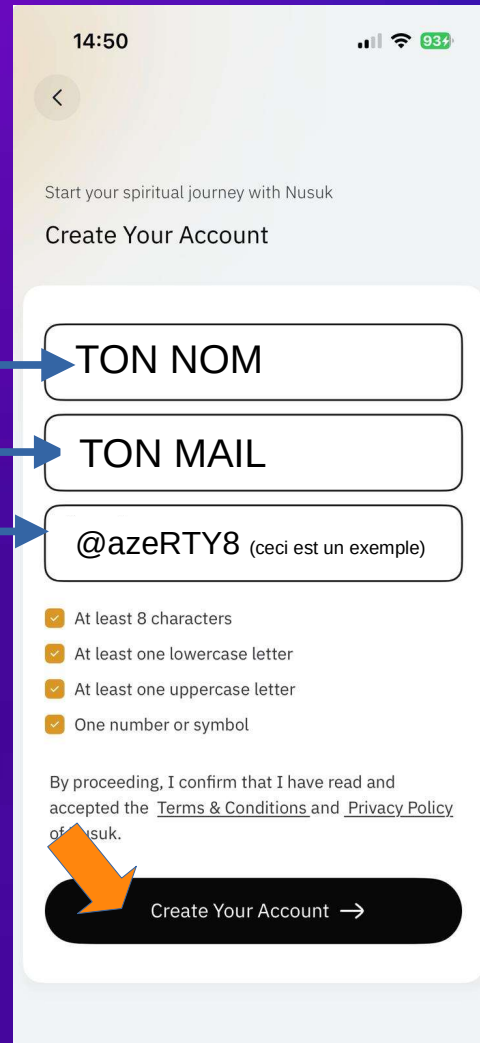 14:50
93
Start your spiritual journey with Nusuk
Create Your Account
TON NOM
TON MAIL
@azeRTY8 (ceci est un exemple)
At least 8 characters
At least one lowercase letter
At least one uppercase letter
One number or symbol
By proceeding, I confirm that I have read and
accepted the Terms & Conditions and Privacy Policy
of Nusuk.
Create Your Account →